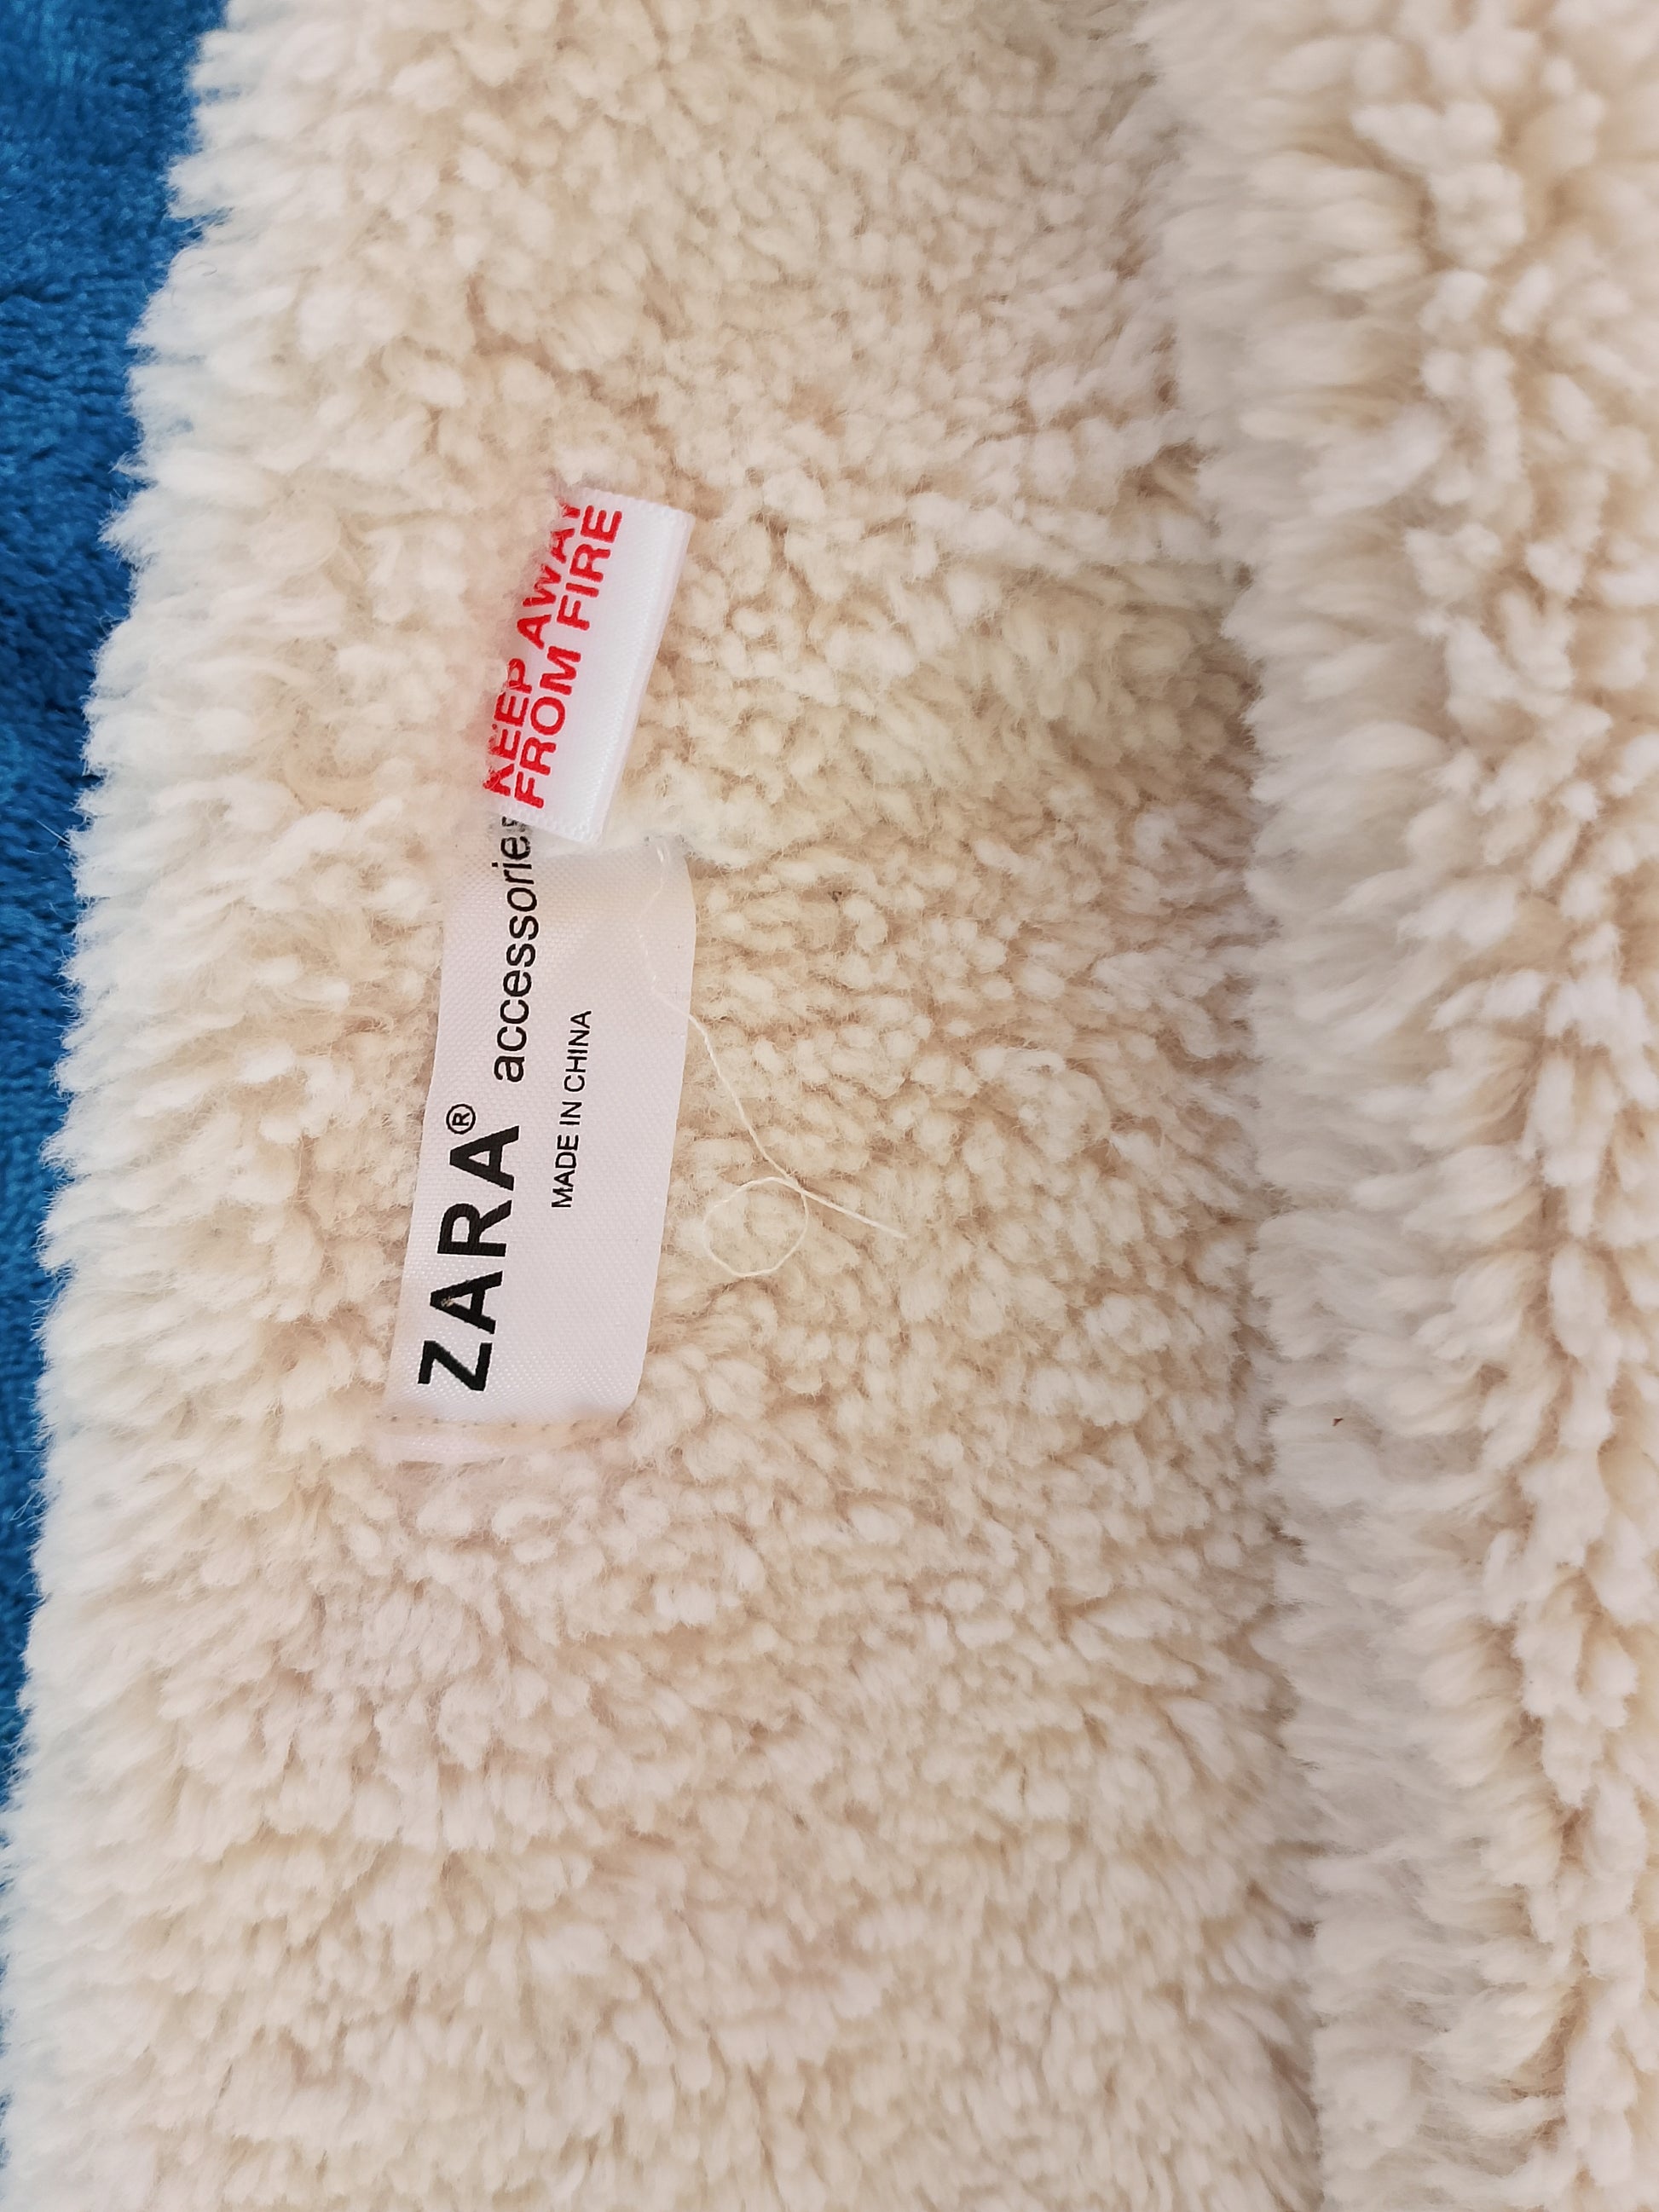 ZARA® accessories
MADE IN CHINA
KEEP AWAY
FROM FIRE